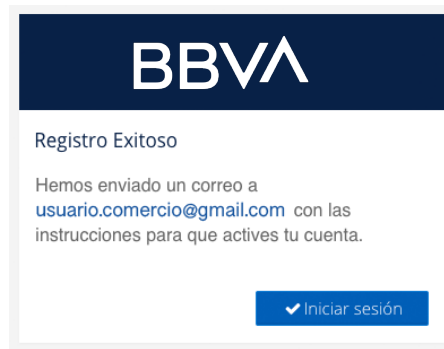 BBVA
Registro Exitoso
Hemos enviado un correo a
usuario.comercio@gmail.com con las
instrucciones para que actives tu cuenta.
Iniciar sesión